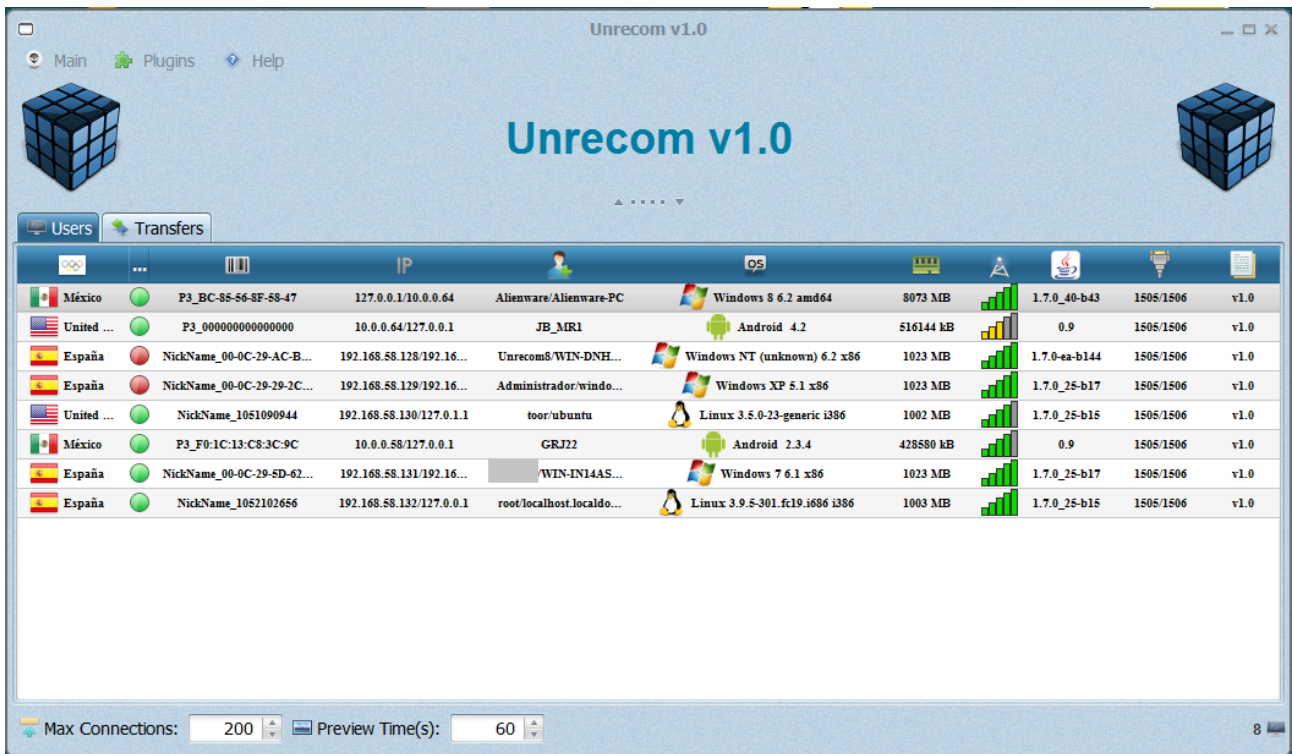 Unrecom v1.0
Main Plugins Help
Unrecom v1.0
Users Transfers
... IP OS
México P3_BC-85-56-8F-58-47 127.0.0.1/10.0.0.64 Alienware/Alienware-PC Windows 8 6.2 amd64 8073 MB 1.7.0_40-b43 1505/1506 v1.0
United ... P3_000000000000000 10.0.0.64/127.0.0.1 JB_MR1 Android 4.2 516144 kB 0.9 1505/1506 v1.0
España NickName_00-0C-29-AC-B... 192.168.58.128/192.16... Unrecom8/WIN-DNH... Windows NT (unknown) 6.2 x86 1023 MB 1.7.0-ea-b144 1505/1506 v1.0
España NickName_00-0C-29-29-2C... 192.168.58.129/192.16... Administrador/windo... Windows XP 5.1 x86 1023 MB 1.7.0_25-b17 1505/1506 v1.0
United ... NickName_1051090944 192.168.58.130/127.0.1.1 toor/ubuntu Linux 3.5.0-23-generic i386 1002 MB 1.7.0_25-b15 1505/1506 v1.0
México P3_F0:1C:13:C8:3C:9C 10.0.0.58/127.0.0.1 GRJ22 Android 2.3.4 428580 kB 0.9 1505/1506 v1.0
España NickName_00-0C-29-5D-62... 192.168.58.131/192.16... /WIN-IN14AS... Windows 7 6.1 x86 1023 MB 1.7.0_25-b17 1505/1506 v1.0
España NickName_1052102656 192.168.58.132/127.0.0.1 root/localhost.localdo... Linux 3.9.5-301.fc19.i686 i386 1003 MB 1.7.0_25-b15 1505/1506 v1.0
Max Connections: 200 Preview Time(s): 60 8